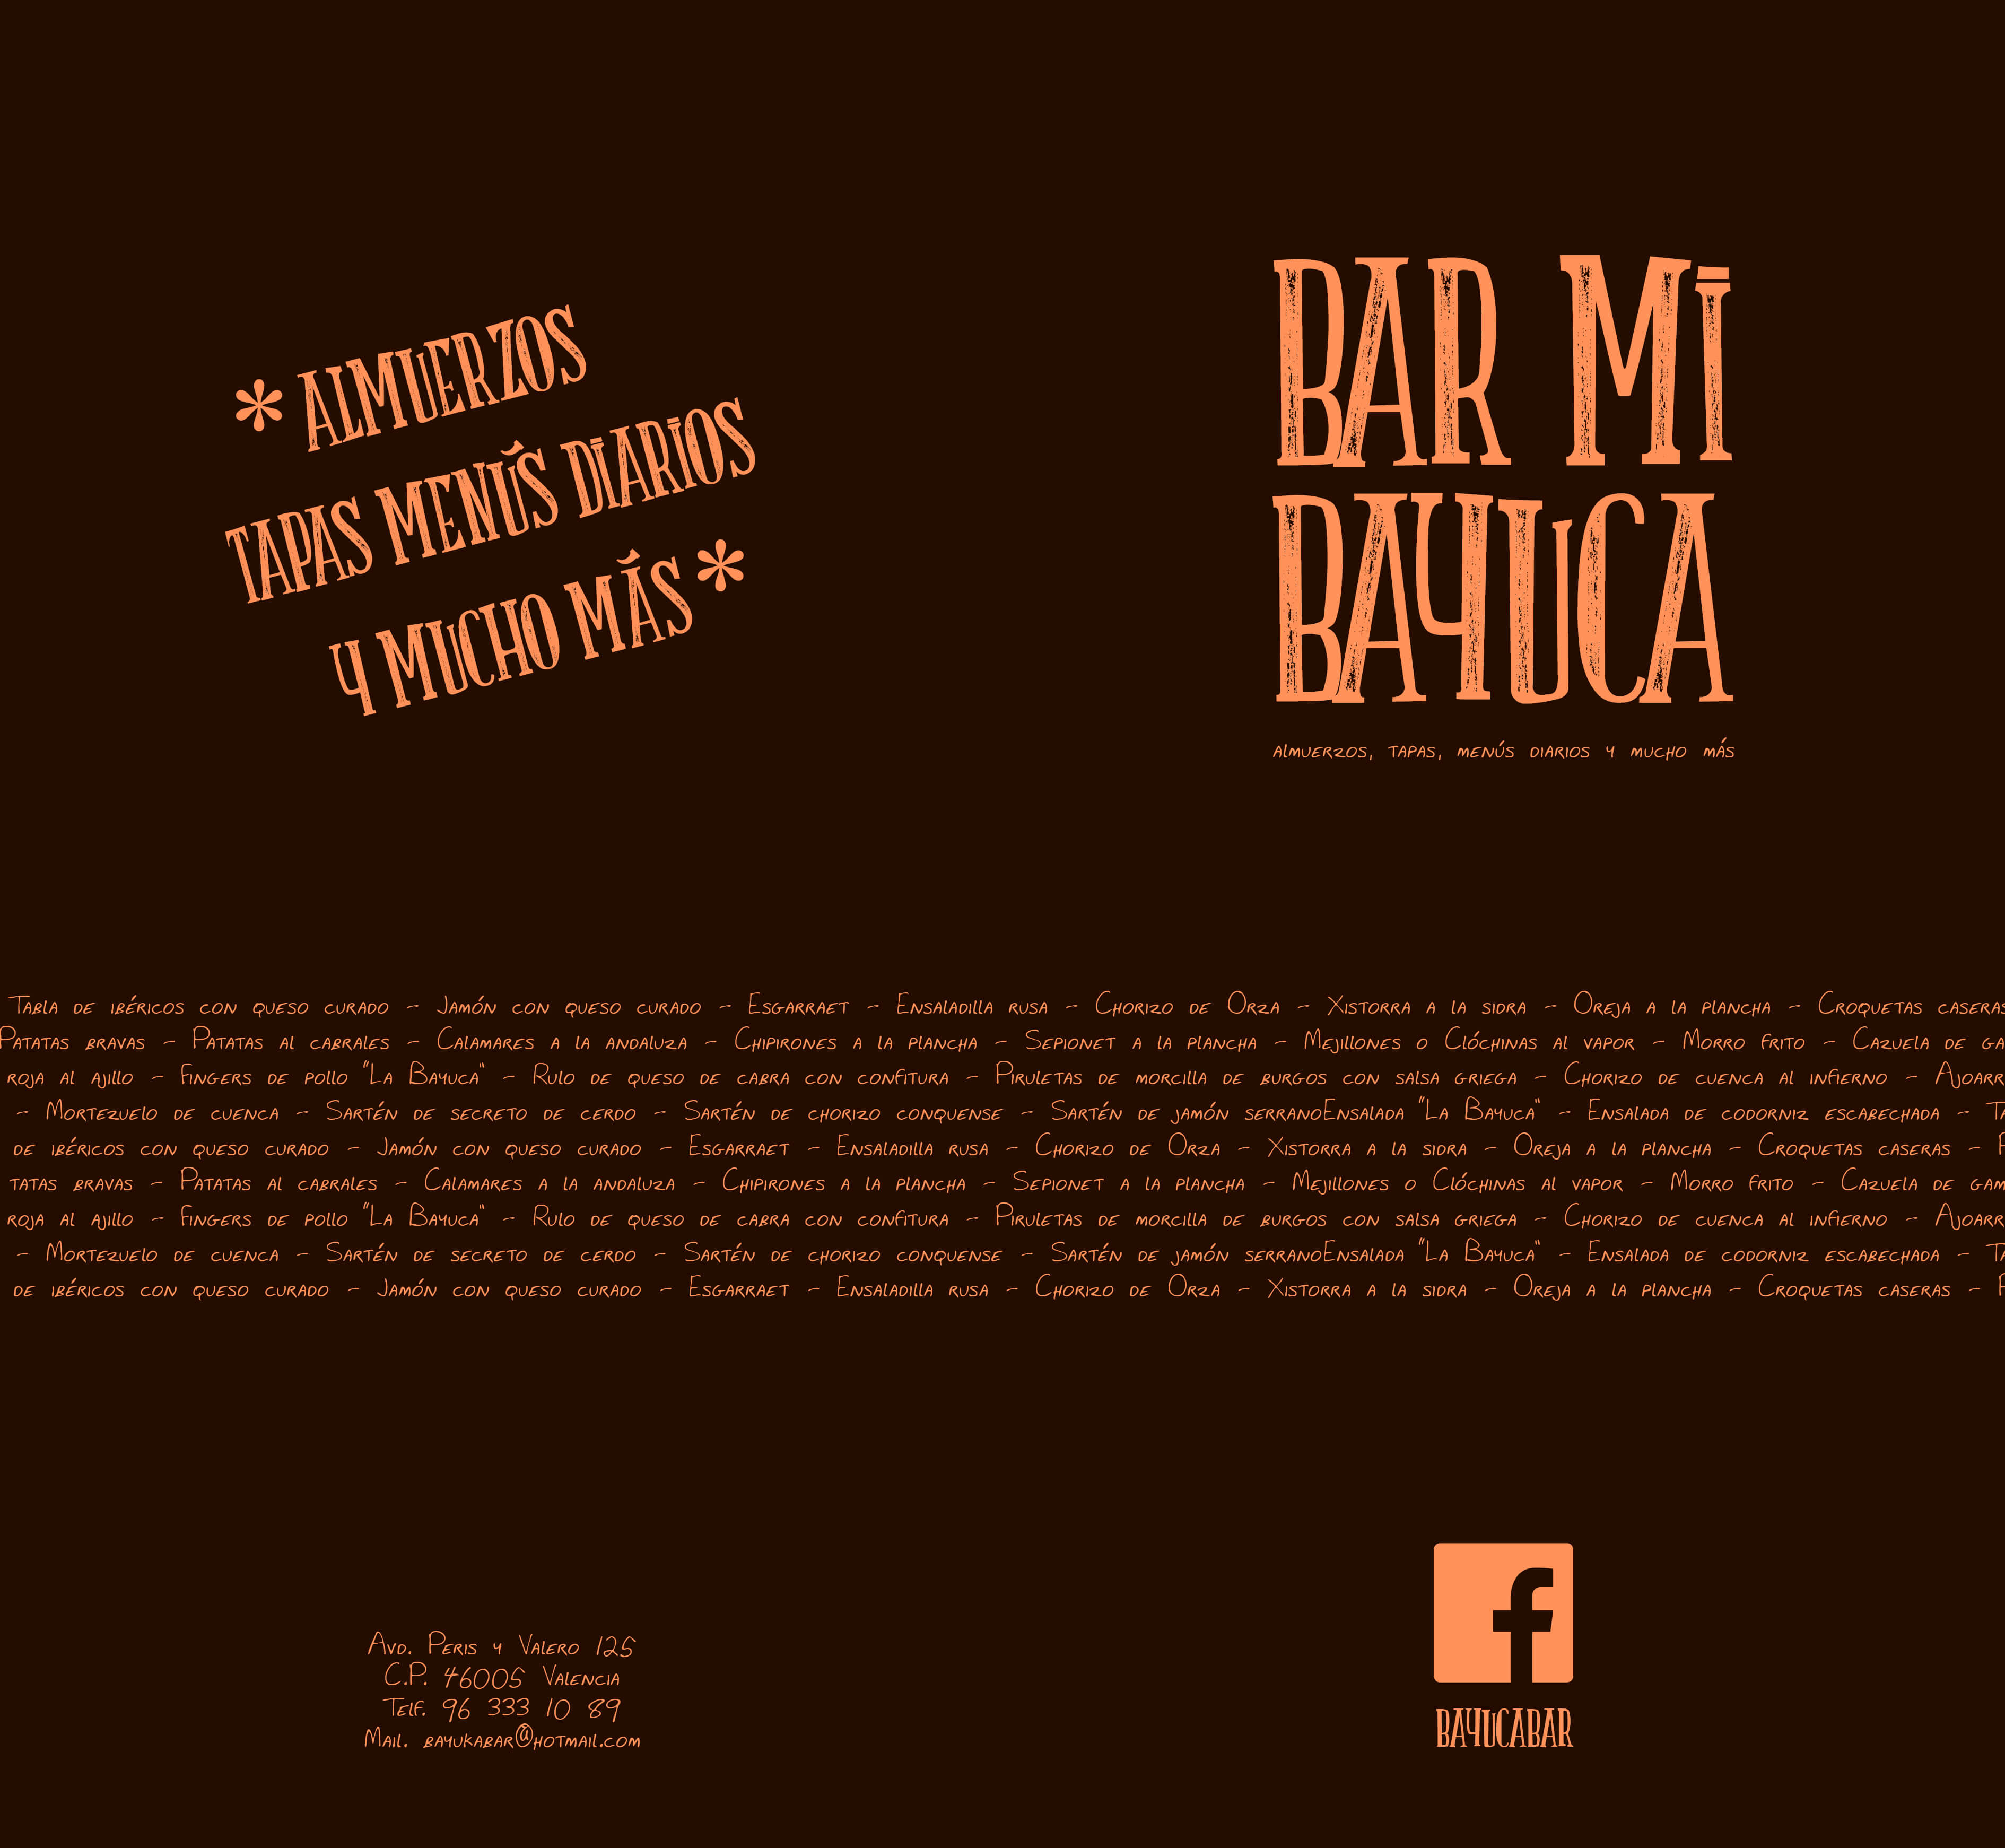 * ALMUERZOS
TAPAS MENÚS DIARIOS
Y MUCHO MÁS *
BAR MI
BAYUCA
ALMUERZOS, TAPAS, MENÚS DIARIOS Y MUCHO MÁS
Tabla de ibéricos con queso curado - Jamón con queso curado - Esgarraet - Ensaladilla rusa - Chorizo de Orza - Xistorra a la sidra - Oreja a la plancha - Croquetas caseras
Patatas bravas - Patatas al cabrales - Calamares a la andaluza - Chipirones a la plancha - Sepionet a la plancha - Mejillones o Clóchinas al vapor - Morro frito - Cazuela de ga
roja al ajillo - Fingers de pollo "La Bayuca" - Rulo de queso de cabra con confitura - Piruletas de morcilla de burgos con salsa griega - Chorizo de cuenca al infierno - Ajoarr
- Mortezuelo de cuenca - Sartén de secreto de cerdo - Sartén de chorizo conquense - Sartén de jamón serranoEnsalada "La Bayuca" - Ensalada de codorniz escabechada - Ta
de ibéricos con queso curado - Jamón con queso curado - Esgarraet - Ensaladilla rusa - Chorizo de Orza - Xistorra a la sidra - Oreja a la plancha - Croquetas caseras - P
tatas bravas - Patatas al cabrales - Calamares a la andaluza - Chipirones a la plancha - Sepionet a la plancha - Mejillones o Clóchinas al vapor - Morro frito - Cazuela de gam
roja al ajillo - Fingers de pollo "La Bayuca" - Rulo de queso de cabra con confitura - Piruletas de morcilla de burgos con salsa griega - Chorizo de cuenca al infierno - Ajoarr
- Mortezuelo de cuenca - Sartén de secreto de cerdo - Sartén de chorizo conquense - Sartén de jamón serranoEnsalada "La Bayuca" - Ensalada de codorniz escabechada - Ta
de ibéricos con queso curado - Jamón con queso curado - Esgarraet - Ensaladilla rusa - Chorizo de Orza - Xistorra a la sidra - Oreja a la plancha - Croquetas caseras - P
Avd. Peris y Valero 125
C.P. 46005 Valencia
Telf. 96 333 10 89
Mail. bayukabar@hotmail.com
f
BAYUCABAR